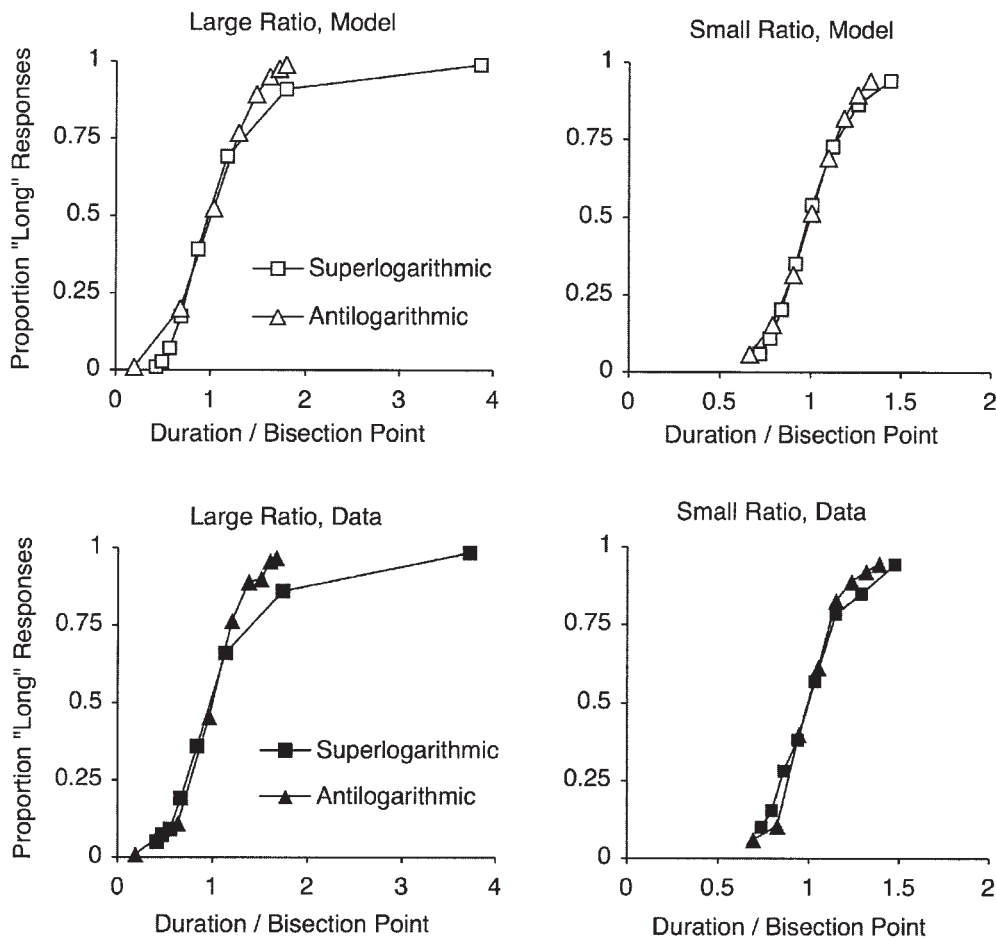 Large Ratio, Model
Proportion "Long" Responses
1
0.75
0.5
0.25
0
Superlogarithmic
Antilogarithmic
0 1 2 3 4
Duration / Bisection Point
Small Ratio, Model
1
0.75
0.5
0.25
0
0 0.5 1 1.5 2
Duration / Bisection Point
Large Ratio, Data
Proportion "Long" Responses
1
0.75
0.5
0.25
0
Superlogarithmic
Antilogarithmic
0 1 2 3 4
Duration / Bisection Point
Small Ratio, Data
1
0.75
0.5
0.25
0
0 0.5 1 1.5 2
Duration / Bisection Point